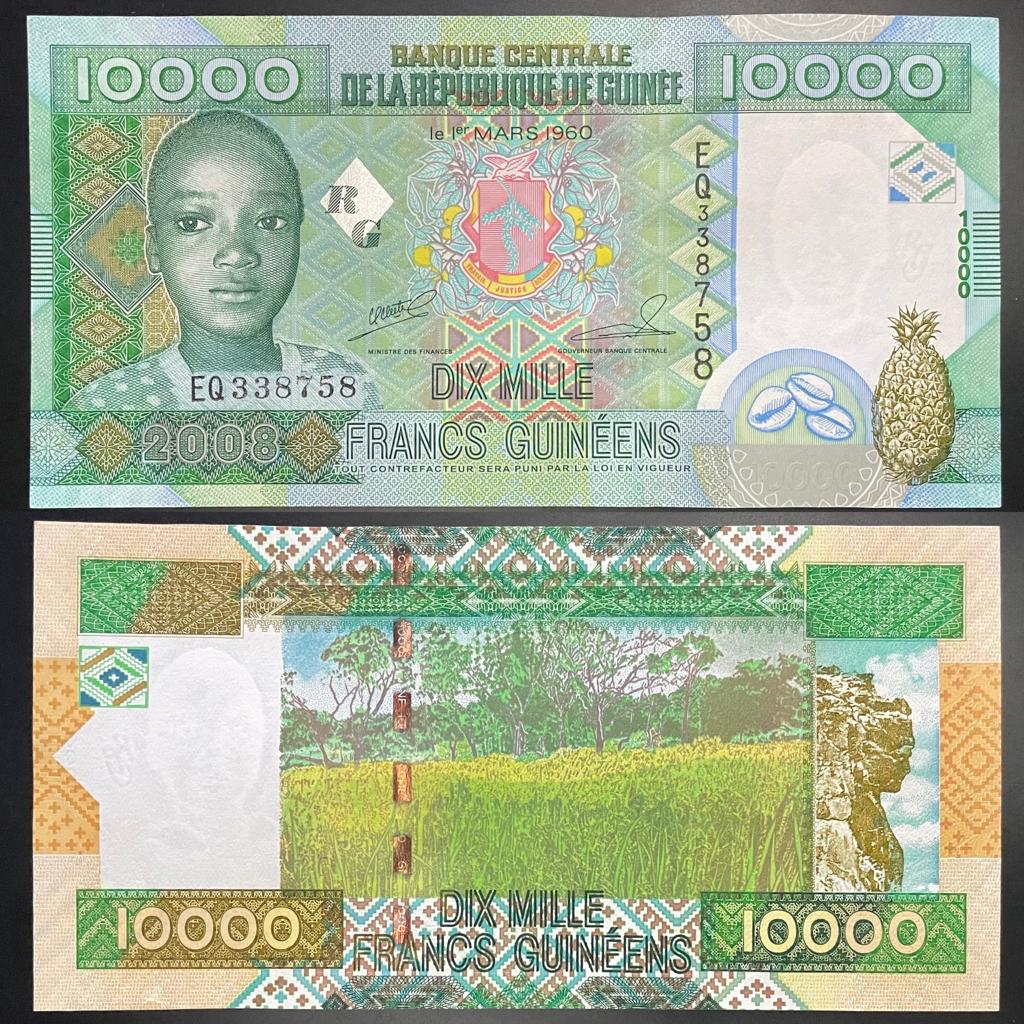 10000
BANQUE CENTRALE
DE LA RÉPUBLIQUE DE GUINÉE
10000
le 1er MARS 1960
RG
EQ338758
10000
TRAVAIL JUSTICE
MINISTRE DES FINANCES
GOUVERNEUR BANQUE CENTRALE
DIX MILLE
EQ338758
2008
FRANCS GUINÉENS
TOUT CONTREFACTEUR SERA PUNI PAR LA LOI EN VIGUEUR
10000
DIX MILLE
FRANCS GUINÉENS
10000
10000